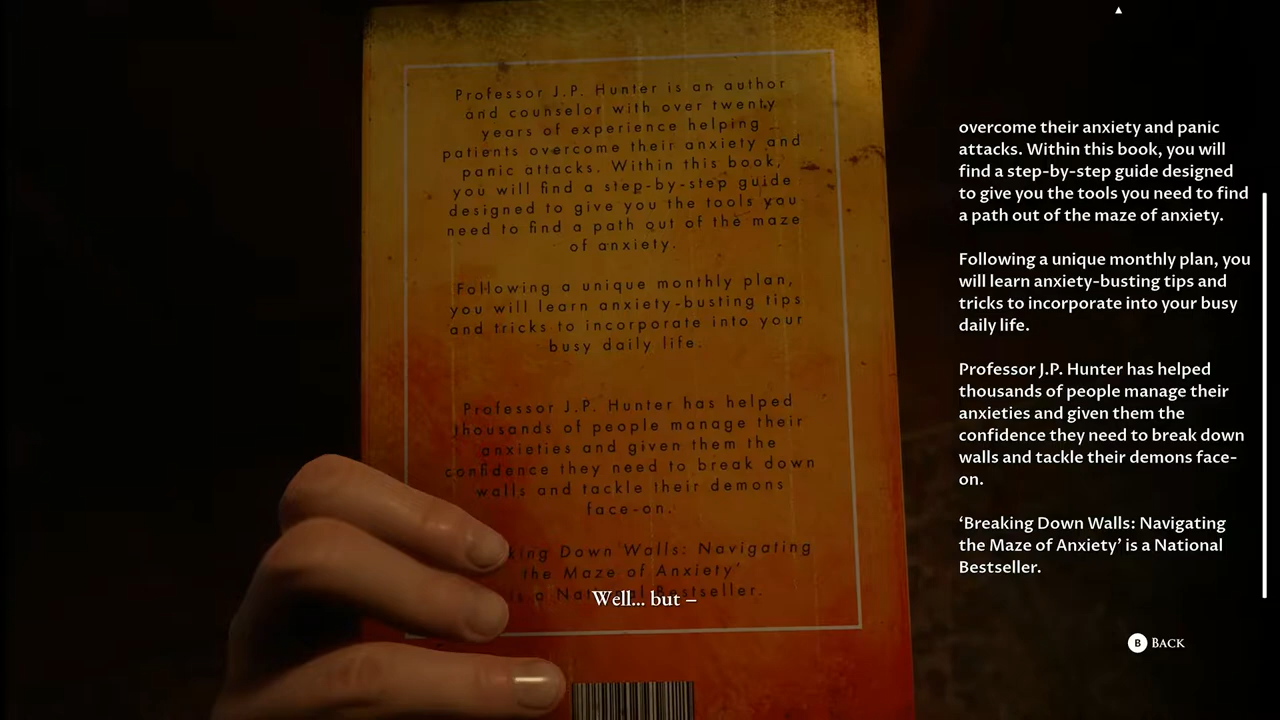 Professor J.P. Hunter is an author
and counselor with over twenty
years of experience helping
patients overcome their anxiety and
panic attacks. Within this book,
you will find a step-by-step guide
designed to give you the tools you
need to find a path out of the maze
of anxiety.
Following a unique monthly plan,
you will learn anxiety-busting tips
and tricks to incorporate into your
busy daily life.
Professor J.P. Hunter has helped
thousands of people manage their
anxieties and given them the
confidence they need to break down
walls and tackle their demons
face-on.
king Down Walls: Navigating
the Maze of Anxiety'
is a National Bestseller.
Well... but –
overcome their anxiety and panic
attacks. Within this book, you will
find a step-by-step guide designed
to give you the tools you need to find
a path out of the maze of anxiety.
Following a unique monthly plan, you
will learn anxiety-busting tips and
tricks to incorporate into your busy
daily life.
Professor J.P. Hunter has helped
thousands of people manage their
anxieties and given them the
confidence they need to break down
walls and tackle their demons face-
on.
‘Breaking Down Walls: Navigating
the Maze of Anxiety’ is a National
Bestseller.
B BACK